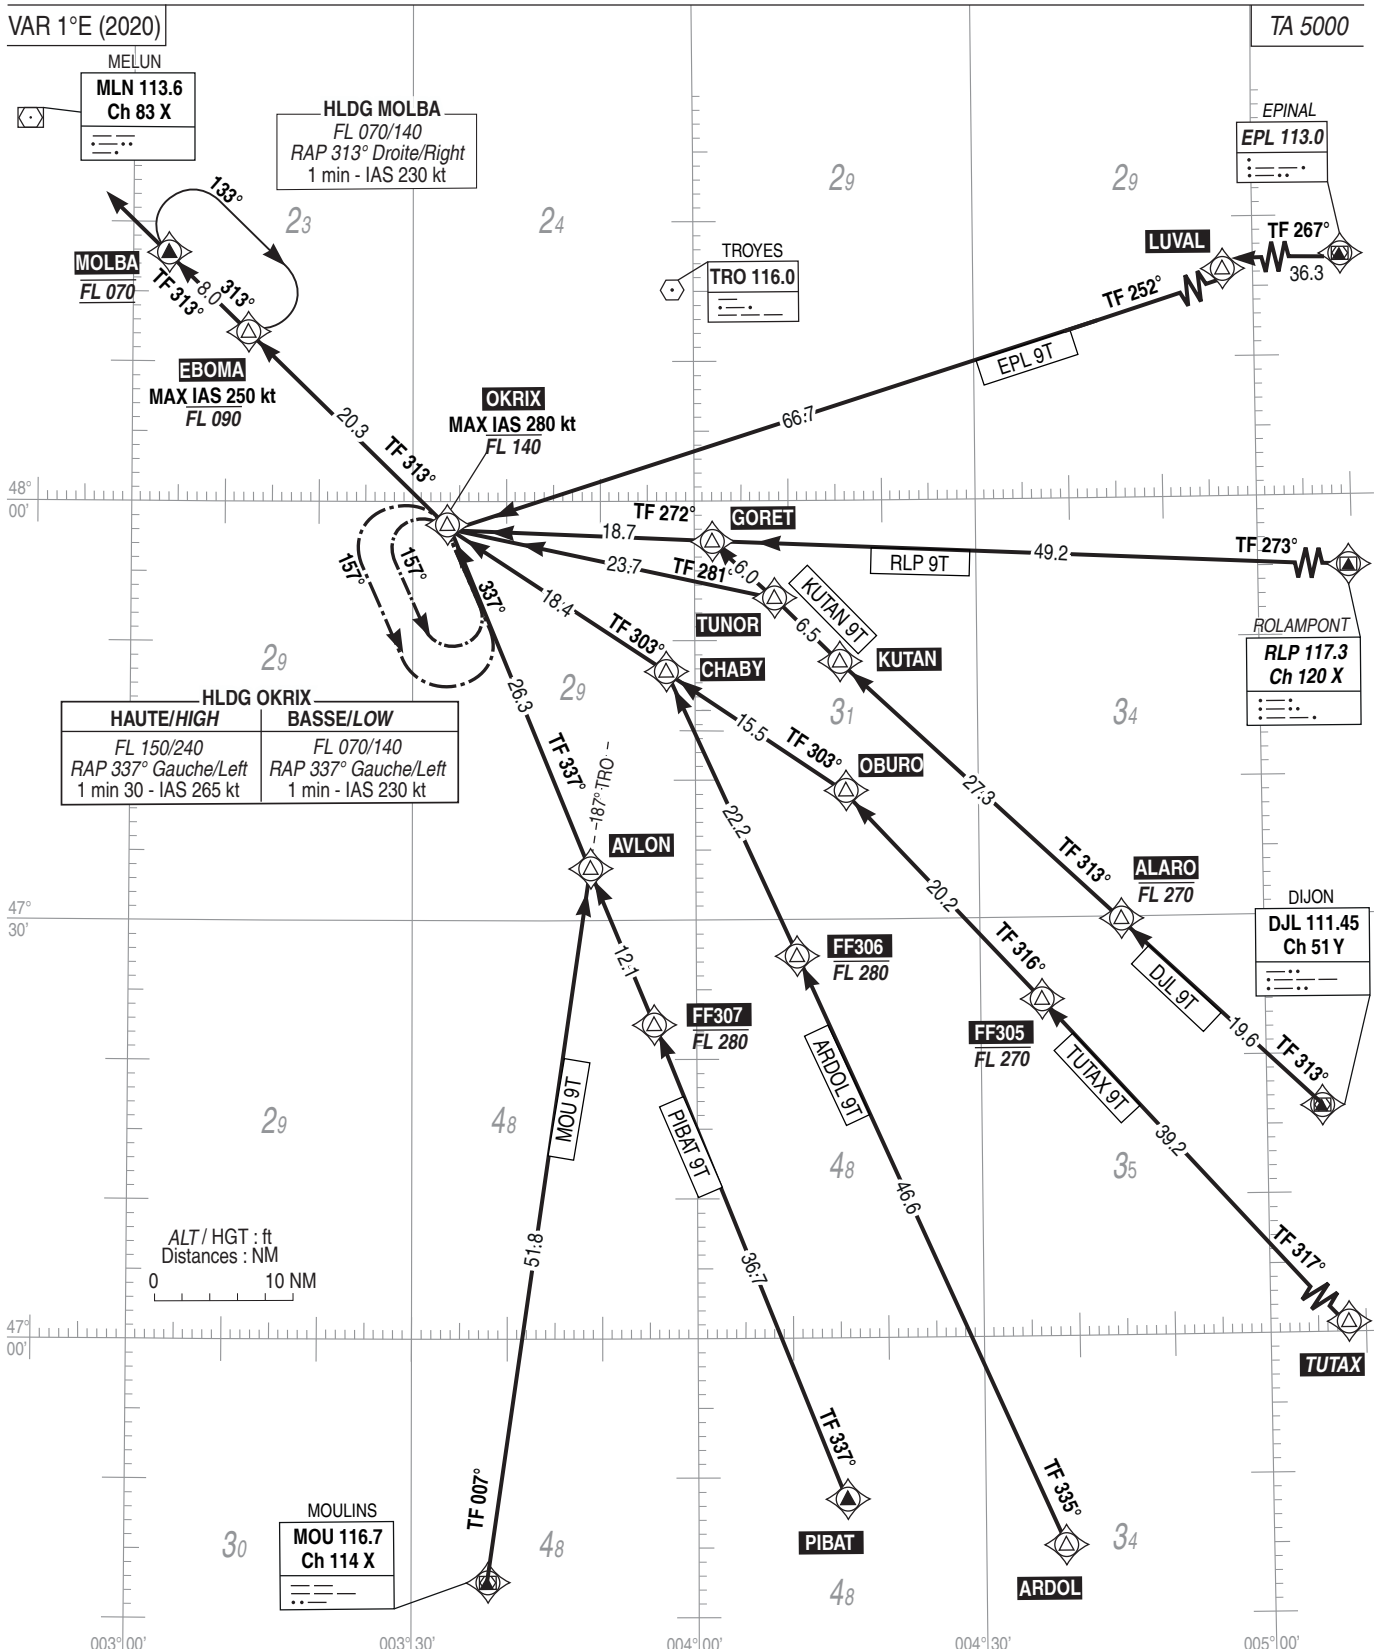 VAR 1°E (2020)
TA 5000
MELUN
MLN 113.6
Ch 83 X
HLDG MOLBA
FL 070/140
RAP 313° Droite/Right
1 min - IAS 230 kt
EPINAL
EPL 113.0
29
29
23
24
133°
TROYES
TRO 116.0
LUVAL
TF 267°
36.3
MOLBA
FL 070
TF 313°
8.0
313°
TF 252°
EPL 9T
66.7
EBOMA
MAX IAS 250 kt
FL 090
20.3
TF 313°
OKRIX
MAX IAS 280 kt
FL 140
48°
00'
TF 272°
18.7
GORET
RLP 9T
49.2
TF 273°
157°
157°
337°
23.7
TF 281°
6.0
KUTAN 9T
TUNOR
6.5
KUTAN
18.4
TF 303°
CHABY
ROLAMPONT
RLP 117.3
Ch 120 X
29
29
31
34
26.3
HLDG OKRIX
HAUTE/HIGH
BASSE/LOW
FL 150/240
FL 070/140
RAP 337° Gauche/Left
RAP 337° Gauche/Left
1 min 30 - IAS 265 kt
1 min - IAS 230 kt
TF 337°
187° TRO
15.5
TF 303°
OBURO
27.3
22.2
AVLON
TF 313°
ALARO
FL 270
DIJON
DJL 111.45
Ch 51 Y
47°
30'
20.2
TF 316°
12.1
FF306
FL 280
FF307
FL 280
FF305
FL 270
DJL 9T
19.6
TF 313°
MOU 9T
PIBAT 9T
ARDOL 9T
TUTAX 9T
39.2
29
48
48
35
46.6
ALT / HGT : ft
Distances : NM
0
10 NM
51.8
36.7
TF 317°
47°
00'
TUTAX
TF 007°
TF 337°
TF 335°
MOULINS
MOU 116.7
Ch 114 X
30
48
PIBAT
48
ARDOL
34
003°00'
003°30'
004°00'
004°30'
005°00'